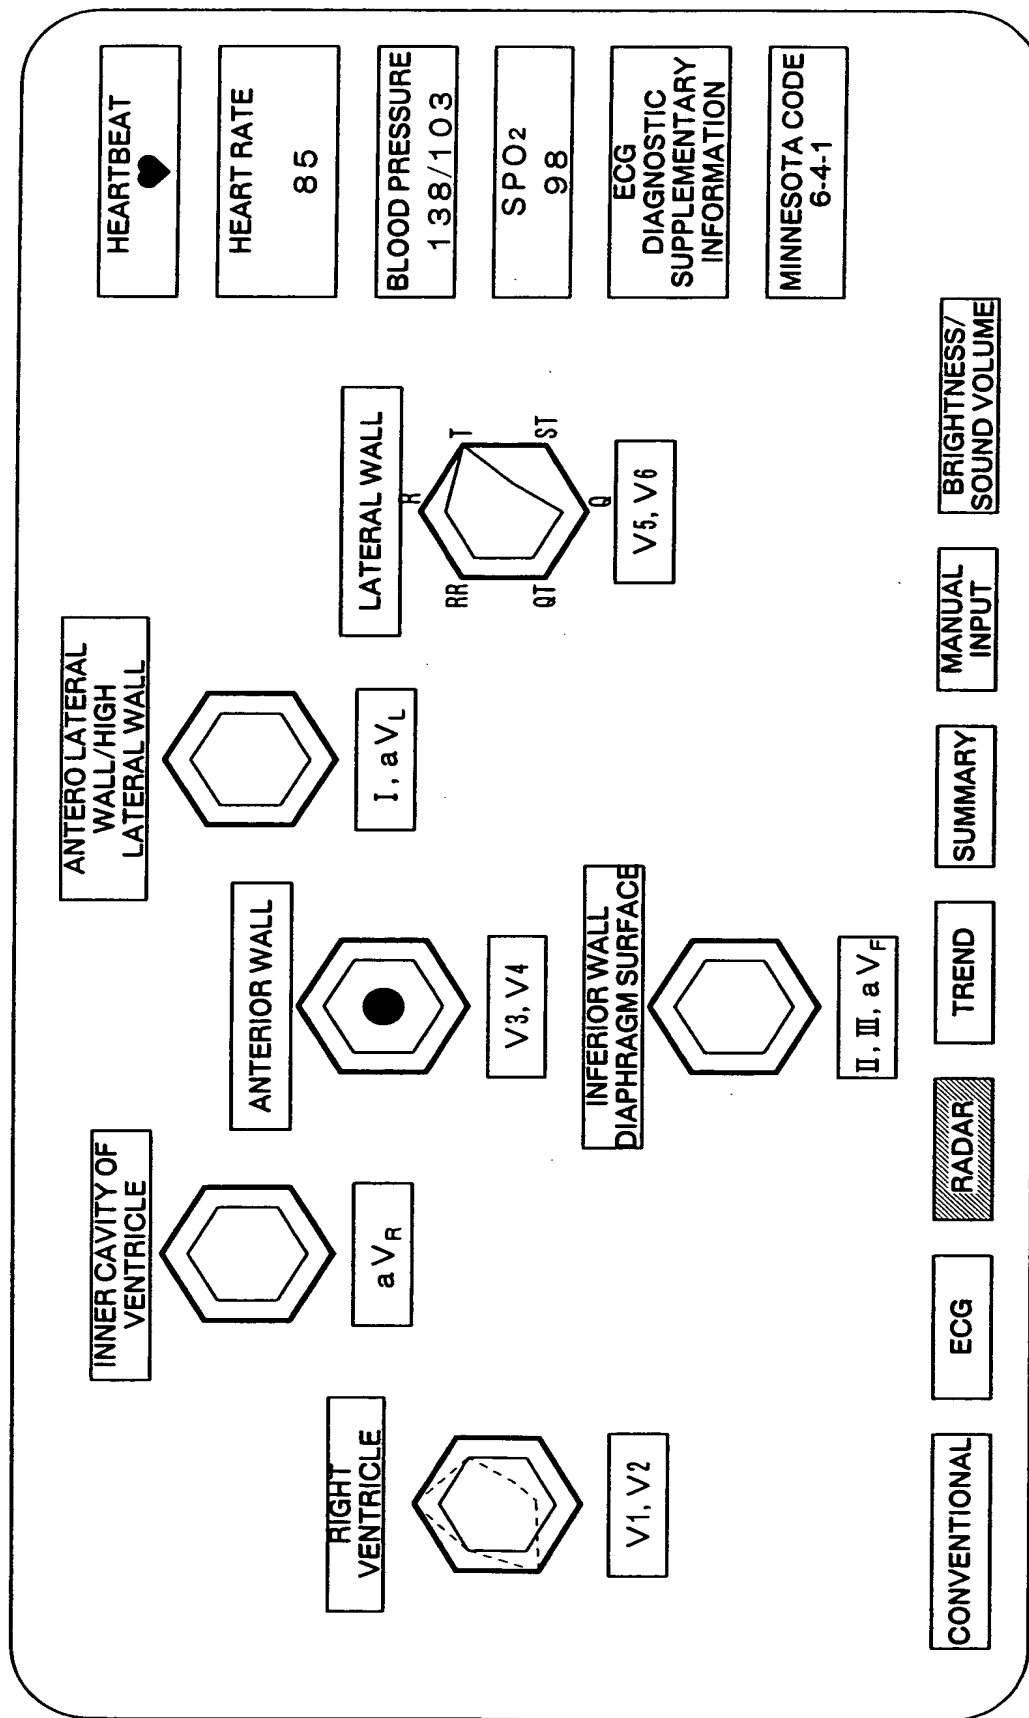 INNER CAVITY OF
VENTRICLE
aVR
ANTERO LATERAL
WALL/HIGH
LATERAL WALL
I, aVL
RIGHT
VENTRICLE
V1, V2
ANTERIOR WALL
V3, V4
LATERAL WALL
R
RR
T
QT
ST
Q
V5, V6
INFERIOR WALL
DIAPHRAGM SURFACE
II, III, aVF
HEARTBEAT
HEART RATE
85
BLOOD PRESSURE
138/103
SPO2
98
ECG
DIAGNOSTIC
SUPPLEMENTARY
INFORMATION
MINNESOTA CODE
6-4-1
CONVENTIONAL
ECG
RADAR
TREND
SUMMARY
MANUAL
INPUT
BRIGHTNESS/
SOUND VOLUME